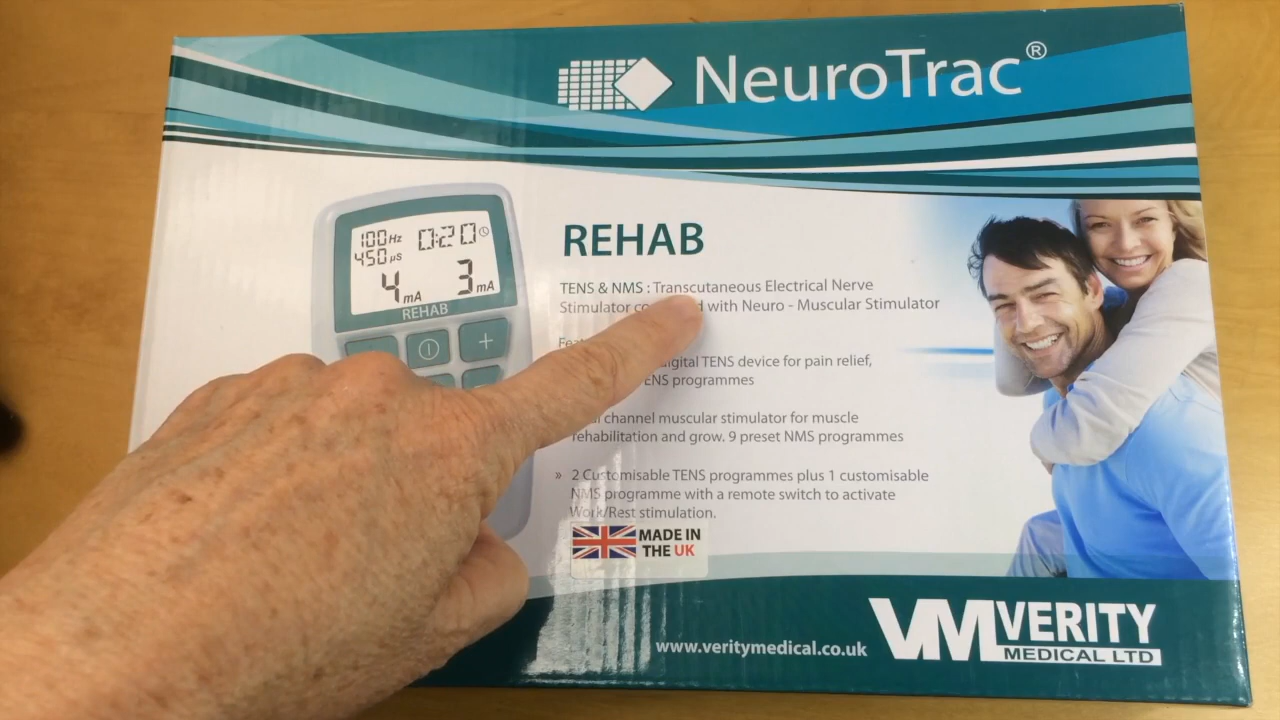 NeuroTrac®
100Hz 0:20
450µS
4mA 3mA
REHAB
REHAB
TENS & NMS : Transcutaneous Electrical Nerve
Stimulator with Neuro - Muscular Stimulator
TENS device for pain relief,
programmes
channel muscular stimulator for muscle
rehabilitation and grow. 9 preset NMS programmes
» 2 Customisable TENS programmes plus 1 customisable
NMS programme with a remote switch to activate
Work/Rest stimulation.
MADE IN
THE UK
www.veritymedical.co.uk
VM VERITY
MEDICAL LTD